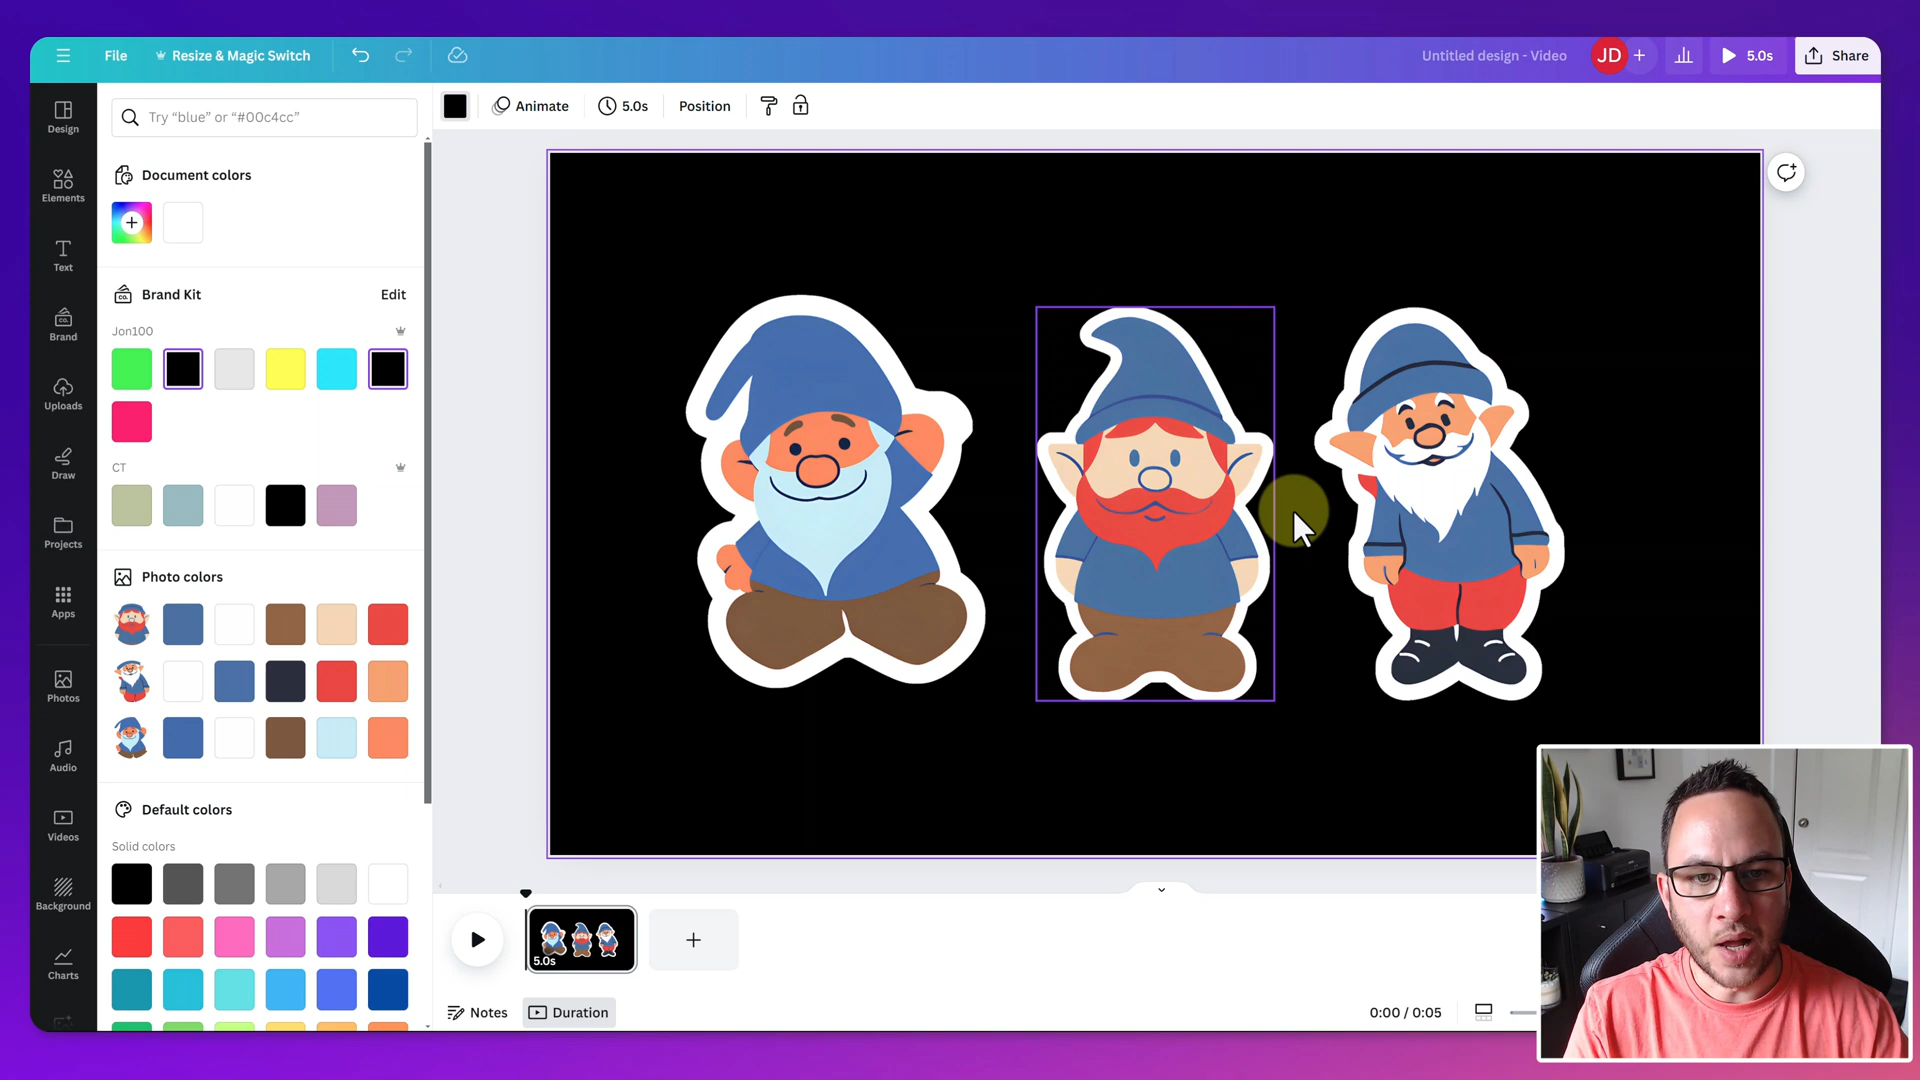 File
Resize & Magic Switch
Untitled design - Video
JD
5.0s
Share
Design
Elements
Text
Brand
Uploads
Draw
Projects
Apps
Photos
Audio
Videos
Background
Charts
Try “blue” or “#00c4cc”
Animate
5.0s
Position
Document colors
Brand Kit
Edit
Jon100
CT
Photo colors
Default colors
Solid colors
5.0s
Notes
Duration
0:00 / 0:05